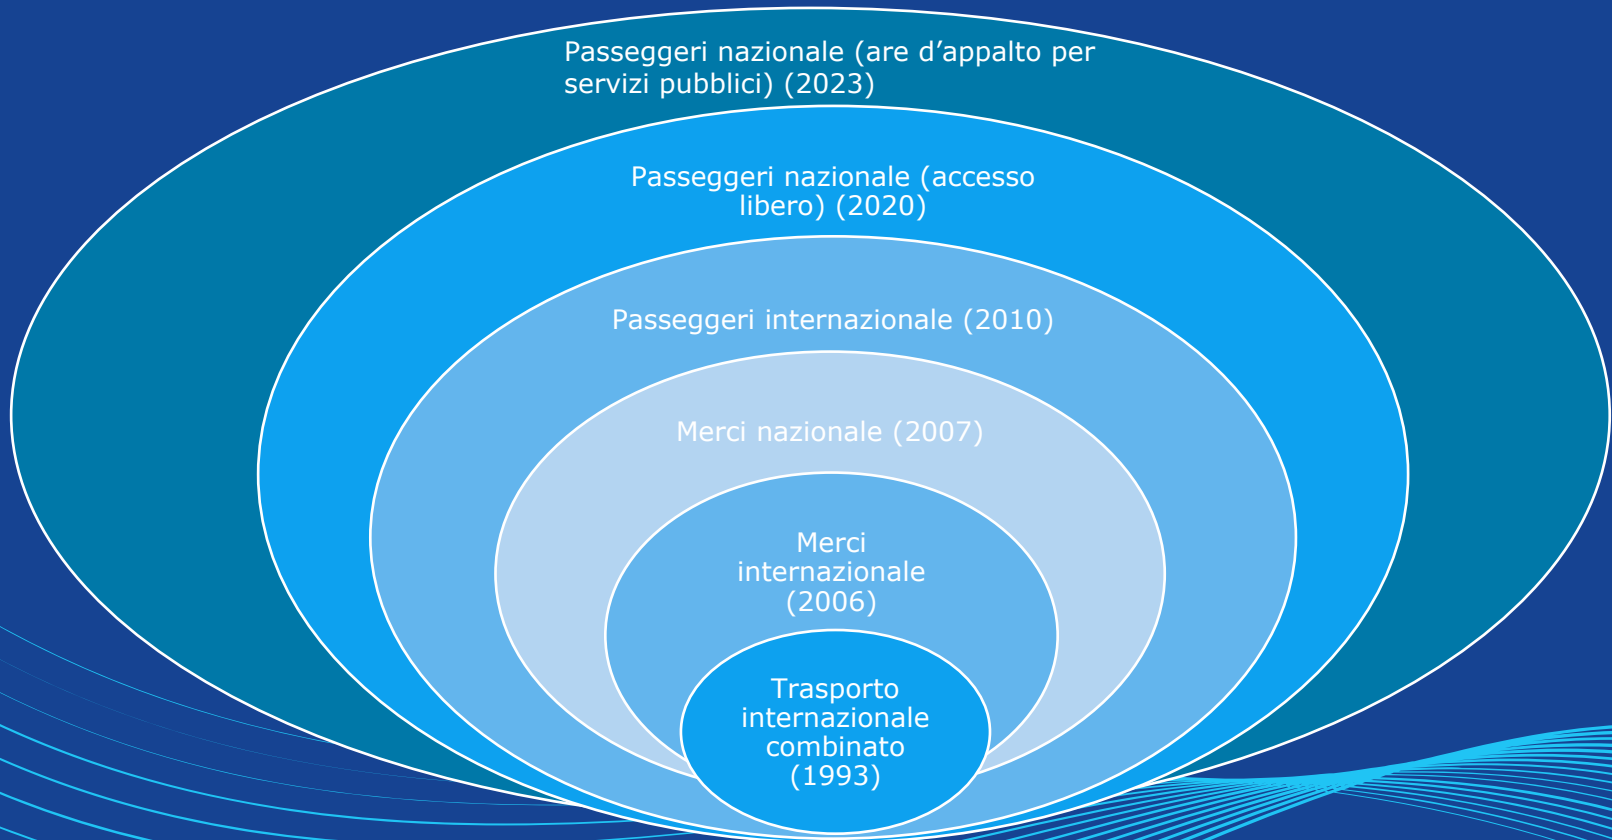 Passeggeri nazionale (are d’appalto per
servizi pubblici) (2023)
Passeggeri nazionale (accesso
libero) (2020)
Passeggeri internazionale (2010)
Merci nazionale (2007)
Merci
internazionale
(2006)
Trasporto
internazionale
combinato
(1993)